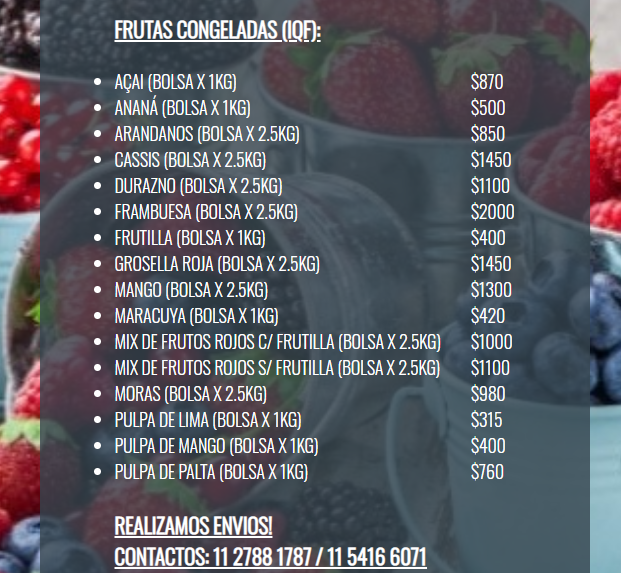 FRUTAS CONGELADAS (IQF):
AÇAI (BOLSA X 1KG) $870
ANANÁ (BOLSA X 1KG) $500
ARANDANOS (BOLSA X 2.5KG) $850
CASSIS (BOLSA X 2.5KG) $1450
DURAZNO (BOLSA X 2.5KG) $1100
FRAMBUESA (BOLSA X 2.5KG) $2000
FRUTILLA (BOLSA X 1KG) $400
GROSELLA ROJA (BOLSA X 2.5KG) $1450
MANGO (BOLSA X 2.5KG) $1300
MARACUYA (BOLSA X 1KG) $420
MIX DE FRUTOS ROJOS C/ FRUTILLA (BOLSA X 2.5KG) $1000
MIX DE FRUTOS ROJOS S/ FRUTILLA (BOLSA X 2.5KG) $1100
MORAS (BOLSA X 2.5KG) $980
PULPA DE LIMA (BOLSA X 1KG) $315
PULPA DE MANGO (BOLSA X 1KG) $400
PULPA DE PALTA (BOLSA X 1KG) $760
REALIZAMOS ENVIOS!
CONTACTOS: 11 2788 1787 / 11 5416 6071